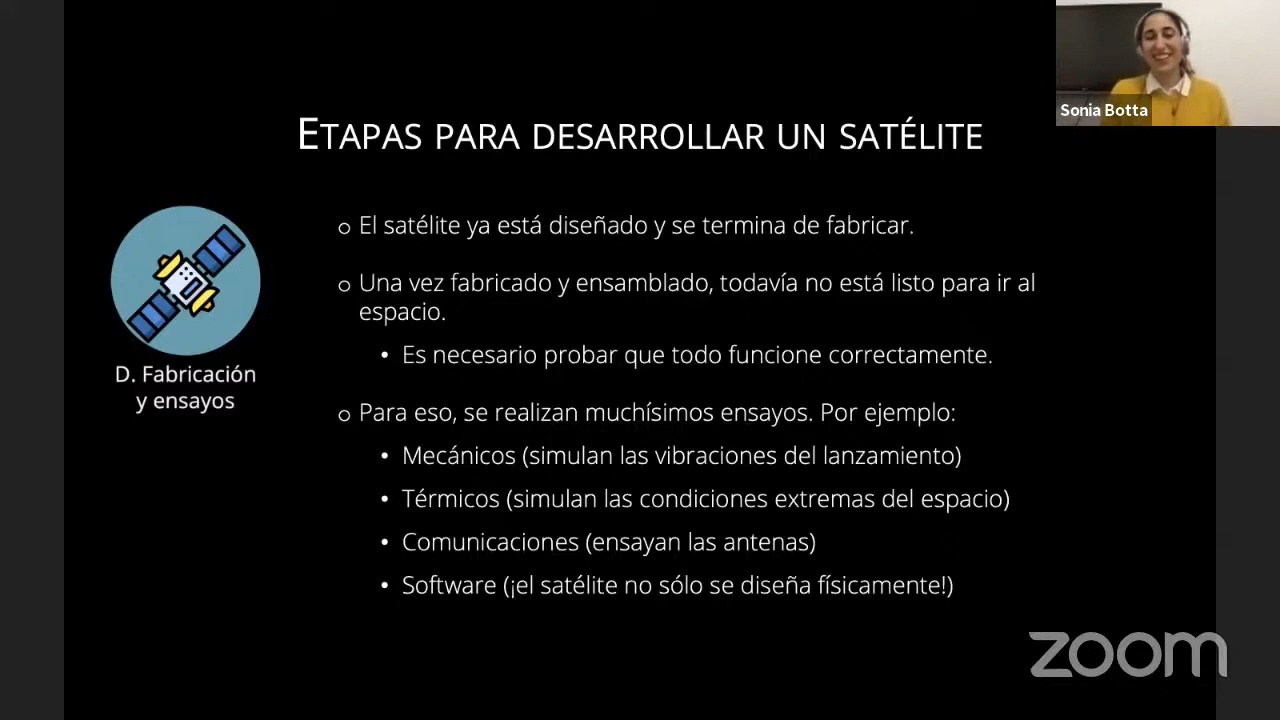 Sonia Botta
ETAPAS PARA DESARROLLAR UN SATÉLITE
D. Fabricación
y ensayos
o El satélite ya está diseñado y se termina de fabricar.
o Una vez fabricado y ensamblado, todavía no está listo para ir al
espacio.
• Es necesario probar que todo funcione correctamente.
o Para eso, se realizan muchísimos ensayos. Por ejemplo:
• Mecánicos (simulan las vibraciones del lanzamiento)
• Térmicos (simulan las condiciones extremas del espacio)
• Comunicaciones (ensayan las antenas)
• Software (¡el satélite no sólo se diseña físicamente!)
zoom